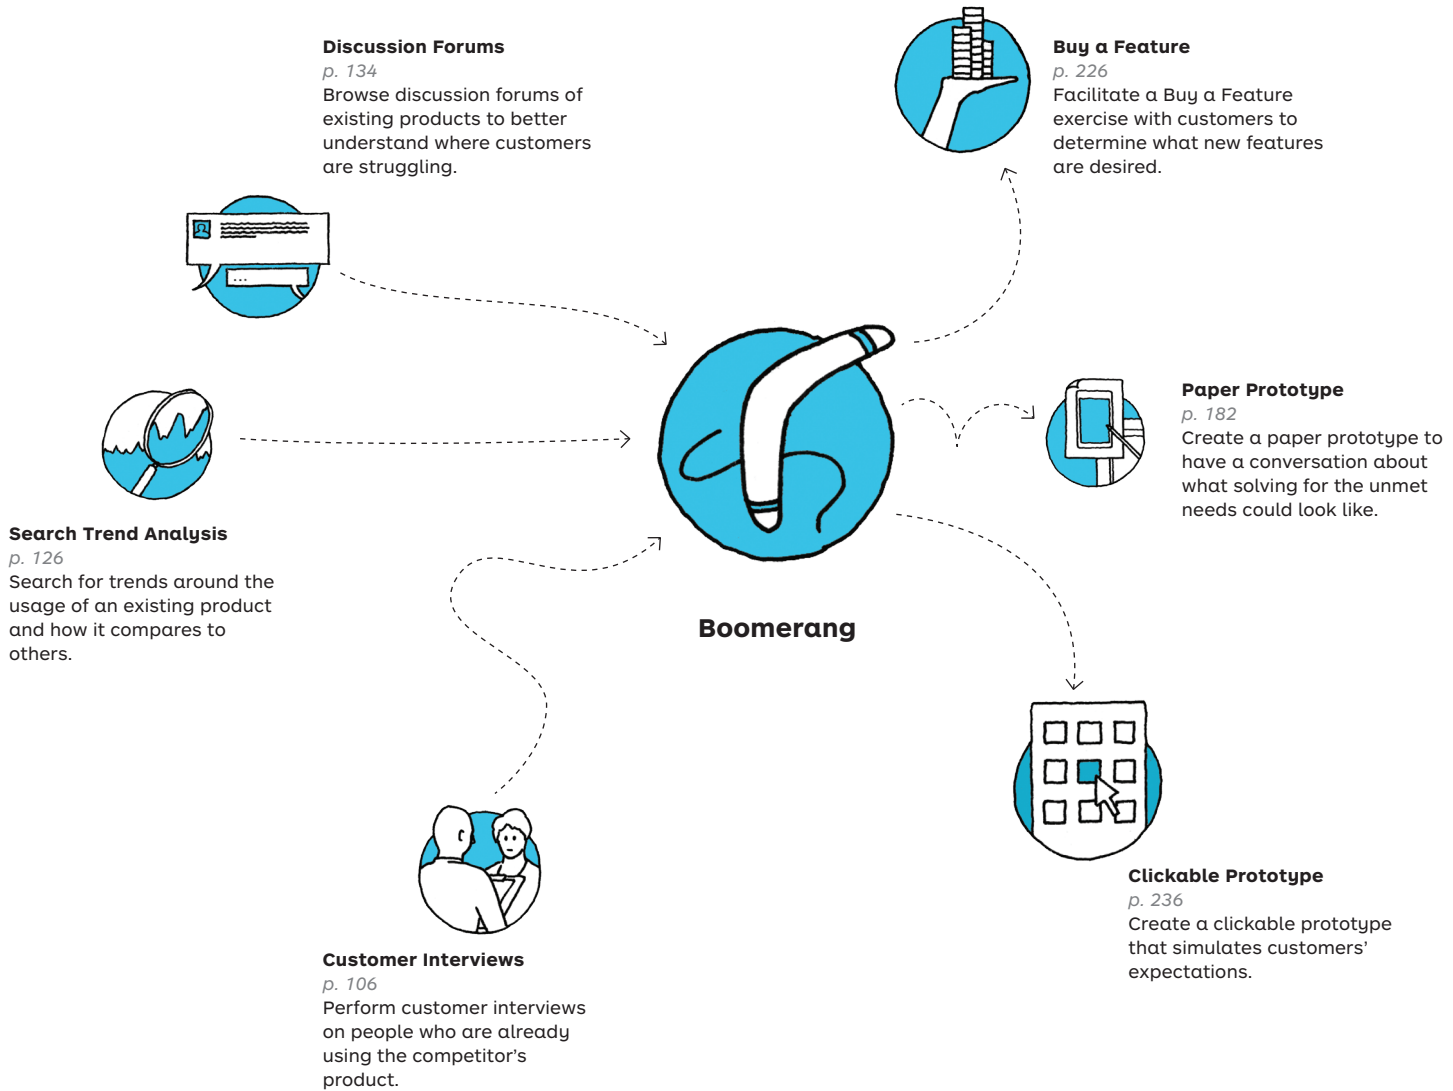 Discussion Forums
p. 134
Browse discussion forums of
existing products to better
understand where customers
are struggling.
Buy a Feature
p. 226
Facilitate a Buy a Feature
exercise with customers to
determine what new features
are desired.
Search Trend Analysis
p. 126
Search for trends around the
usage of an existing product
and how it compares to
others.
Boomerang
Paper Prototype
p. 182
Create a paper prototype to
have a conversation about
what solving for the unmet
needs could look like.
Customer Interviews
p. 106
Perform customer interviews
on people who are already
using the competitor’s
product.
Clickable Prototype
p. 236
Create a clickable prototype
that simulates customers’
expectations.